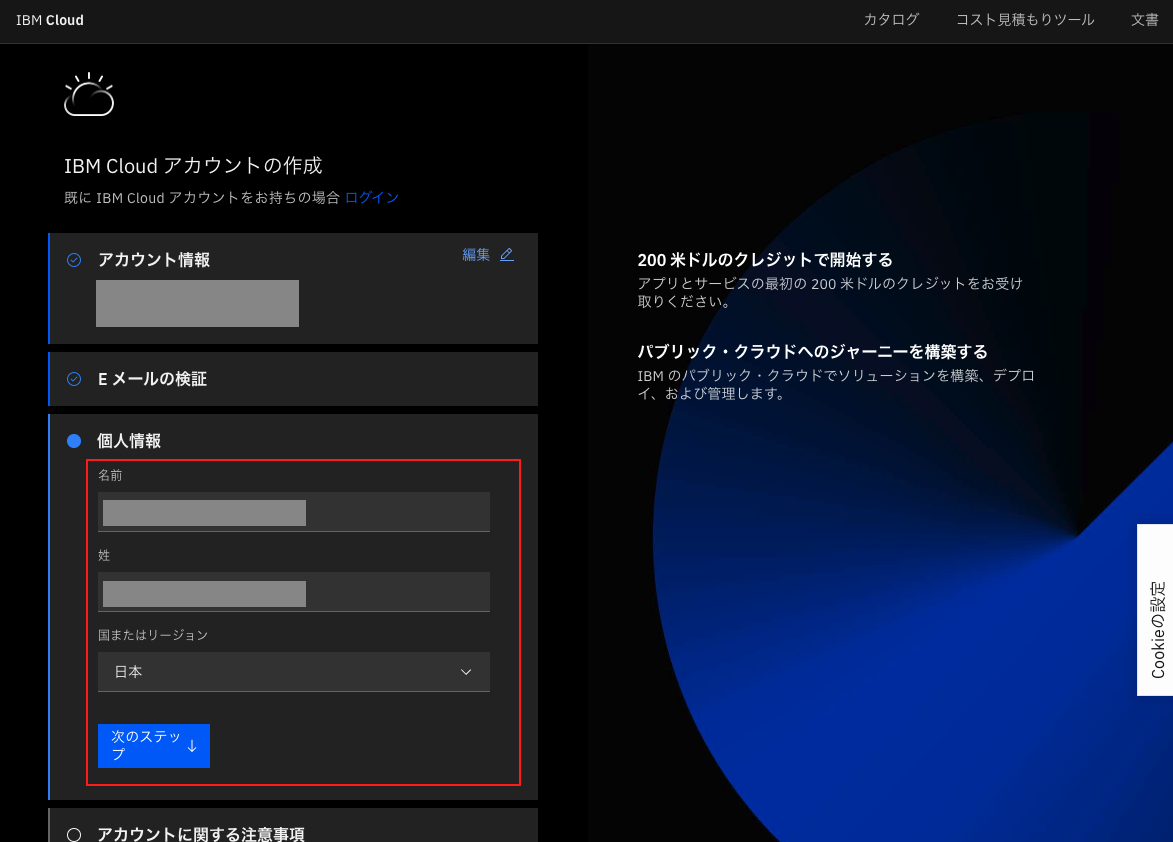 IBM Cloud
カタログ
コスト見積もりツール
文書
IBM Cloud アカウントの作成
既に IBM Cloud アカウントをお持ちの場合 ログイン
アカウント情報
編集
E メールの検証
個人情報
名前
姓
国またはリージョン
日本
次のステッ
プ
アカウントに関する注意事項
200 米ドルのクレジットで開始する
アプリとサービスの最初の 200 米ドルのクレジットをお受け
取りください。
パブリック・クラウドへのジャーニーを構築する
IBM のパブリック・クラウドでソリューションを構築、デプロ
イ、および管理します。
Cookieの設定